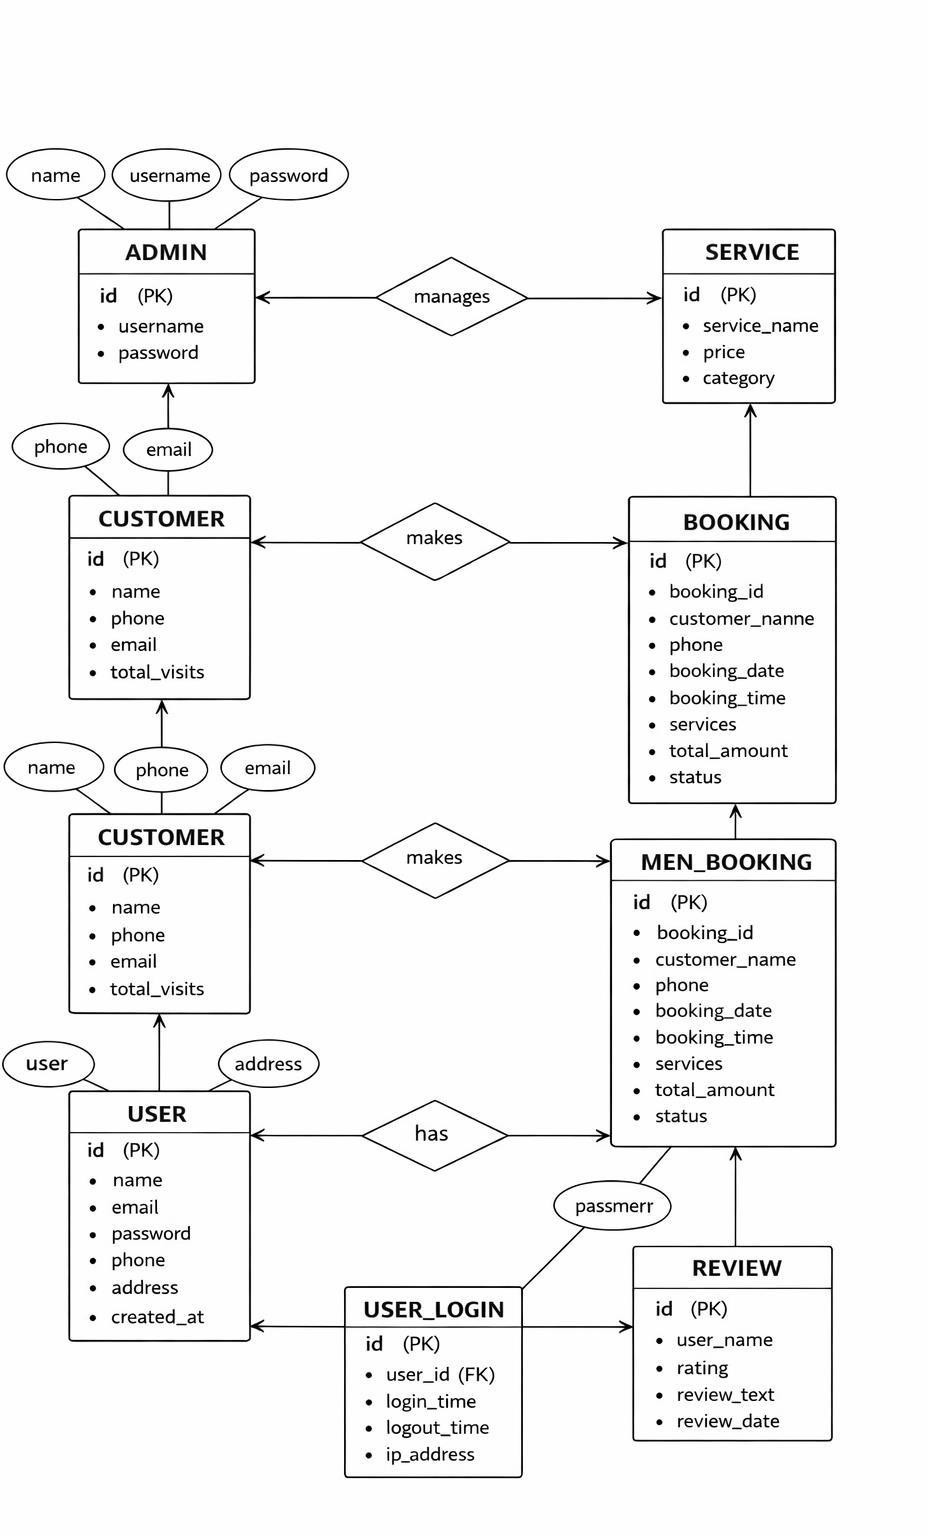 name
username
password
ADMIN
id (PK)
• username
• password
manages
SERVICE
id (PK)
• service_name
• price
• category
phone
email
CUSTOMER
id (PK)
• name
• phone
• email
• total_visits
makes
BOOKING
id (PK)
• booking_id
• customer_nanne
• phone
• booking_date
• booking_time
• services
• total_amount
• status
name
phone
email
CUSTOMER
id (PK)
• name
• phone
• email
• total_visits
makes
MEN_BOOKING
id (PK)
• booking_id
• customer_name
• phone
• booking_date
• booking_time
• services
• total_amount
• status
user
address
USER
id (PK)
• name
• email
• password
• phone
• address
• created_at
has
passmerr
USER_LOGIN
id (PK)
• user_id (FK)
• login_time
• logout_time
• ip_address
REVIEW
id (PK)
• user_name
• rating
• review_text
• review_date